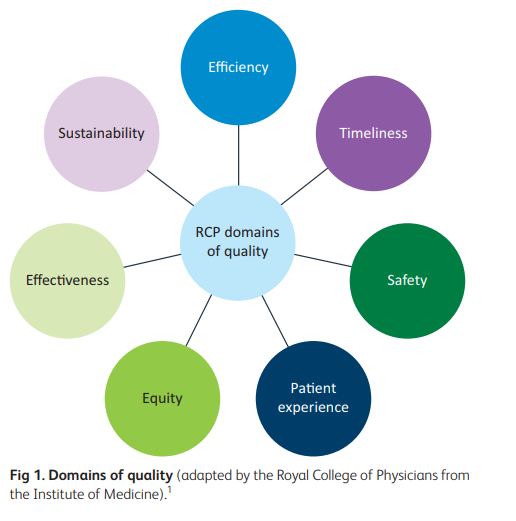 Efficiency
Sustainability
Timeliness
RCP domains
of quality
Effectiveness
Safety
Equity
Patient
experience
Fig 1. Domains of quality (adapted by the Royal College of Physicians from
the Institute of Medicine).1